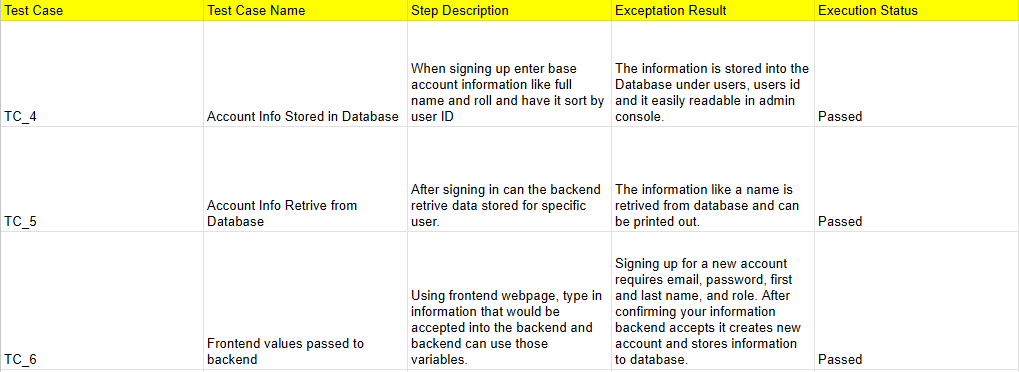 Test Case Test Case Name Step Description Exceptation Result Execution Status
When signing up enter base
account information like full
name and roll and have it sort by
user ID
The information is stored into the
Database under users, users id
and it easily readable in admin
console.
TC_4 Account Info Stored in Database Passed
After signing in can the backend
retrive data stored for specific
user.
The information like a name is
retrived from database and can
be printed out.
Account Info Retrive from
Database
TC_5 Passed
Using frontend webpage, type in
information that would be
accepted into the backend and
backend can use those
variables.
Signing up for a new account
requires email, password, first
and last name, and role. After
confirming your information
backend accepts it creates new
account and stores information
to database.
Frontend values passed to
backend
TC_6 Passed